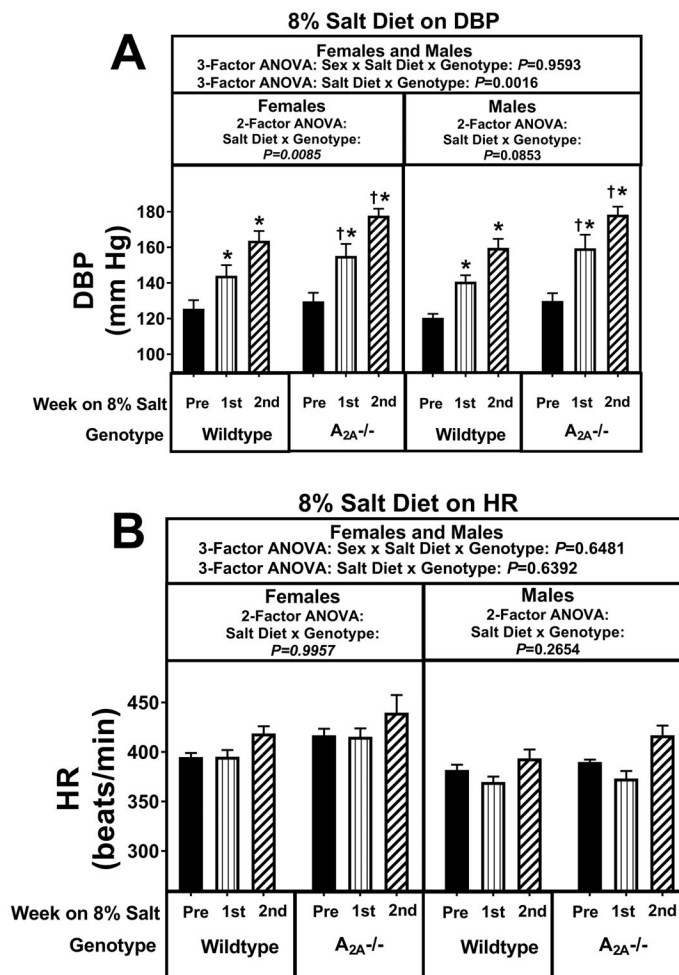 8% Salt Diet on DBP
A
Females and Males
3-Factor ANOVA: Sex x Salt Diet x Genotype: P=0.9593
3-Factor ANOVA: Salt Diet x Genotype: P=0.0016
Females
2-Factor ANOVA:
Salt Diet x Genotype:
P=0.0085
Males
2-Factor ANOVA:
Salt Diet x Genotype:
P=0.0853
DBP
(mm Hg)
180
160
140
120
100
* * †* †* * * †* †*
Week on 8% Salt Pre 1st 2nd Pre 1st 2nd Pre 1st 2nd Pre 1st 2nd
Genotype Wildtype A2A-/- Wildtype A2A-/-
8% Salt Diet on HR
B
Females and Males
3-Factor ANOVA: Sex x Salt Diet x Genotype: P=0.6481
3-Factor ANOVA: Salt Diet x Genotype: P=0.6392
Females
2-Factor ANOVA:
Salt Diet x Genotype:
P=0.9957
Males
2-Factor ANOVA:
Salt Diet x Genotype:
P=0.2654
HR
(beats/min)
450
400
350
300
Week on 8% Salt Pre 1st 2nd Pre 1st 2nd Pre 1st 2nd Pre 1st 2nd
Genotype Wildtype A2A-/- Wildtype A2A-/-